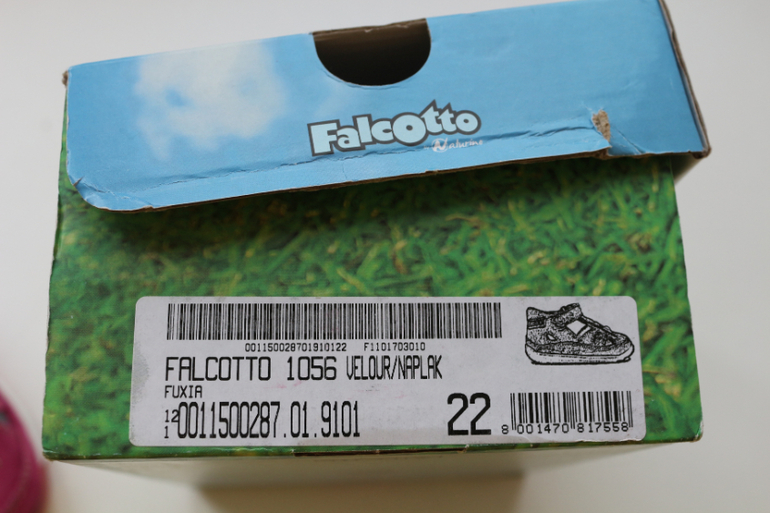 Falcotto
Naturino
001150028701910122 F1101703010
FALCOTTO 1056 VELOUR/NAPLAK
FUXIA
12
1 0011500287.01.9101
22
8 001470 817558